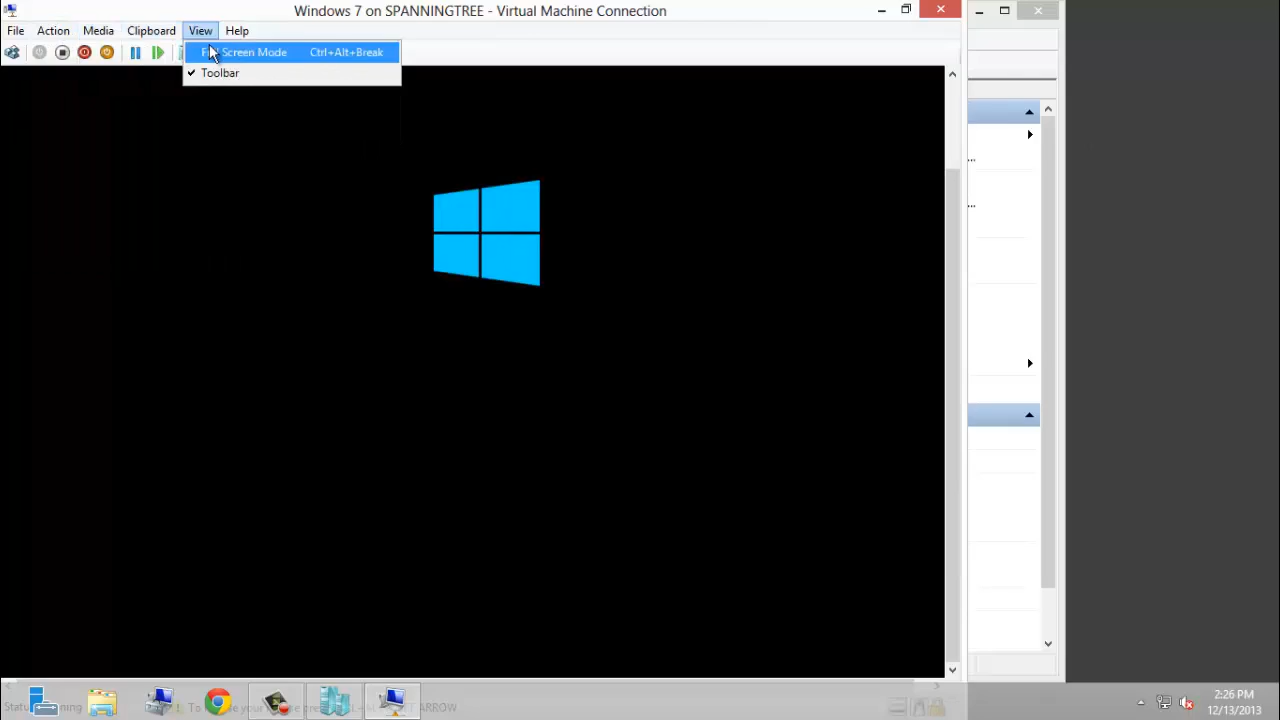 Windows 7 on SPANNINGTREE - Virtual Machine Connection
File Action Media Clipboard View Help
Screen Mode Ctrl+Alt+Break
Toolbar
...
...
2:26 PM
12/13/2013
ARROW